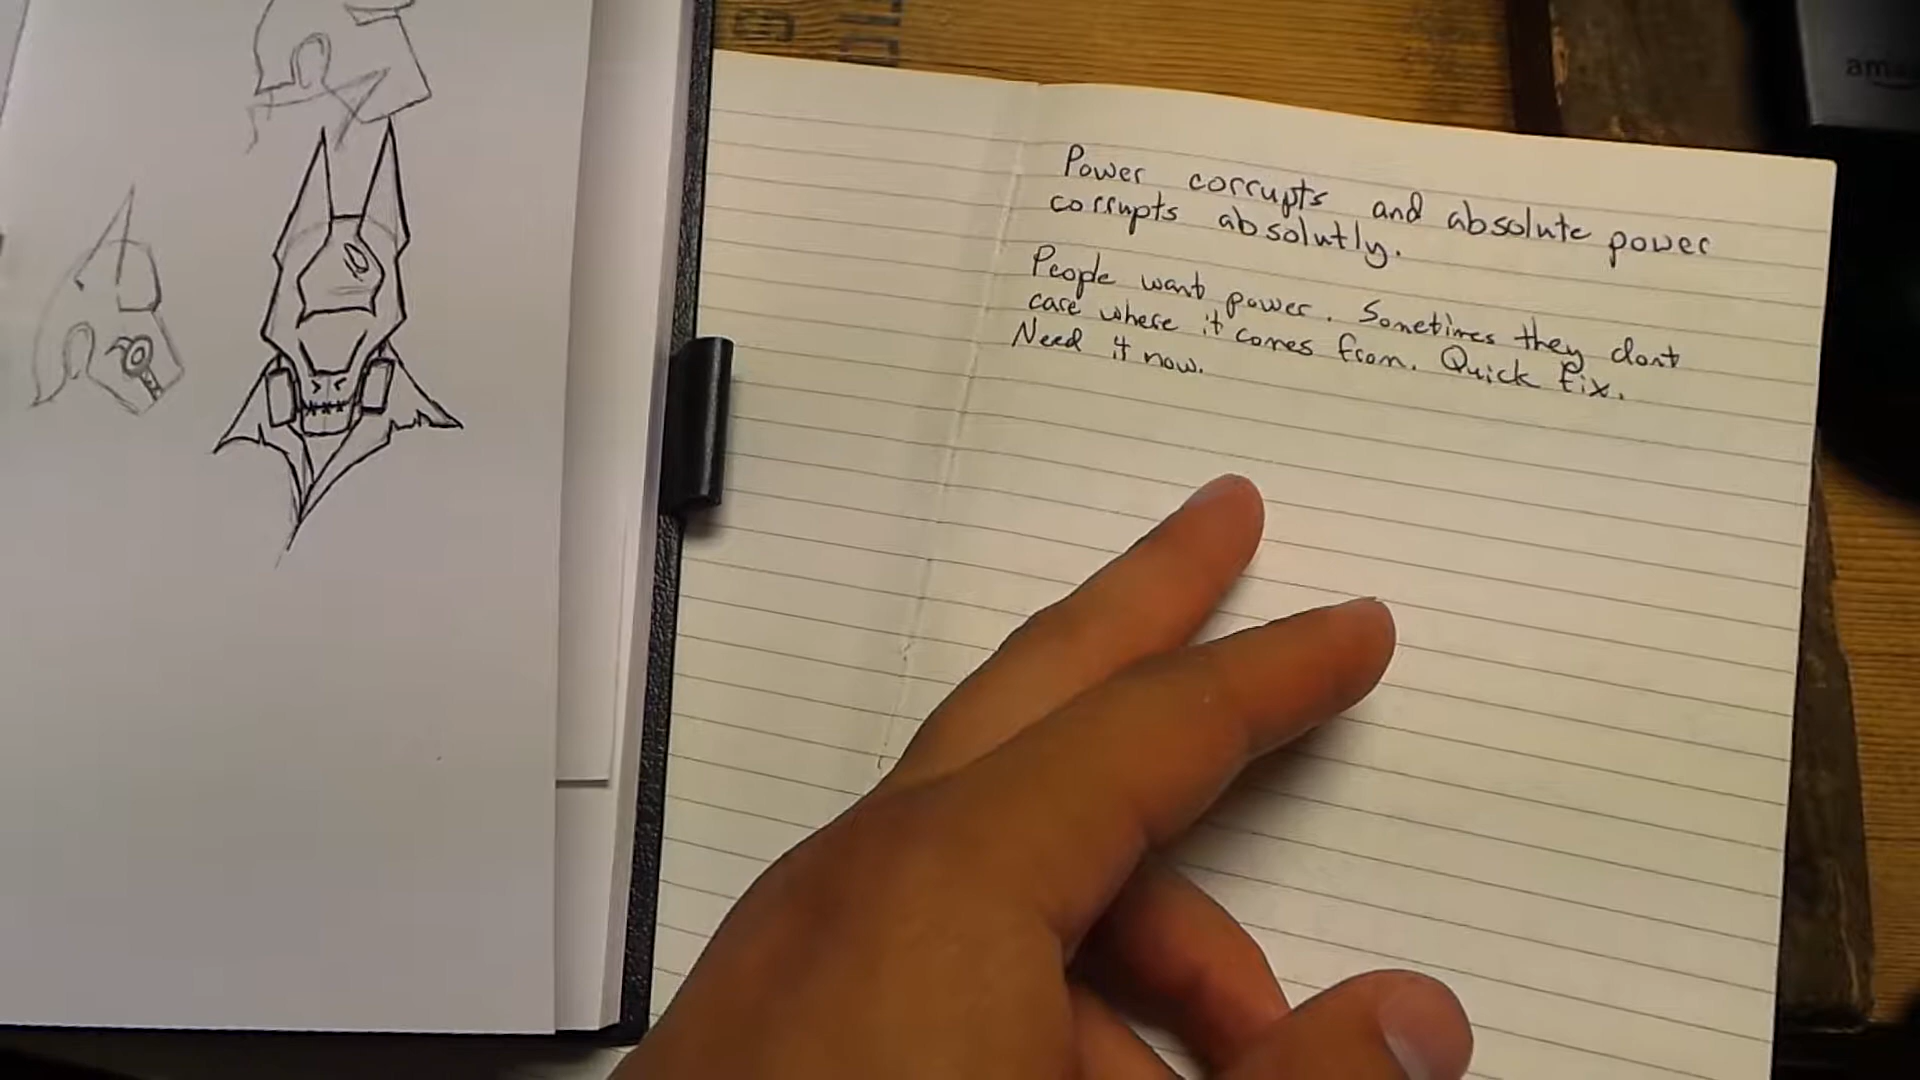 Power corrupts and absolute power
corrupts absolutly.
People want power. Sometimes they dont
care where it comes from. Quick fix.
Need it now.